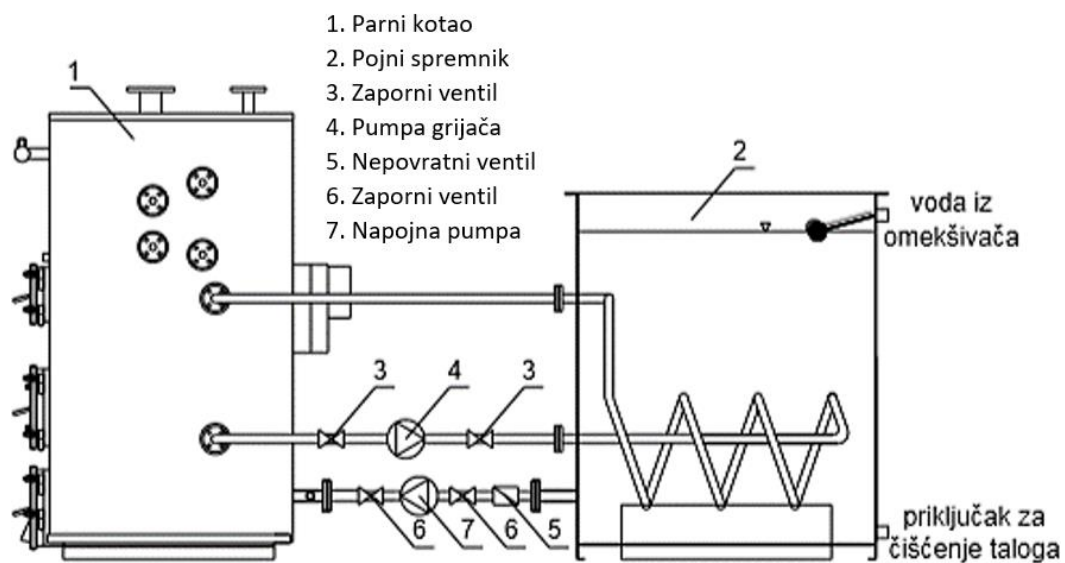 1. Parni kotao
2. Pojni spremnik
3. Zaporni ventil
4. Pumpa grijača
5. Nepovratni ventil
6. Zaporni ventil
7. Napojna pumpa
1
2
voda iz
omekšivača
3
4
3
6
7
6
5
priključak za
čišćenje taloga